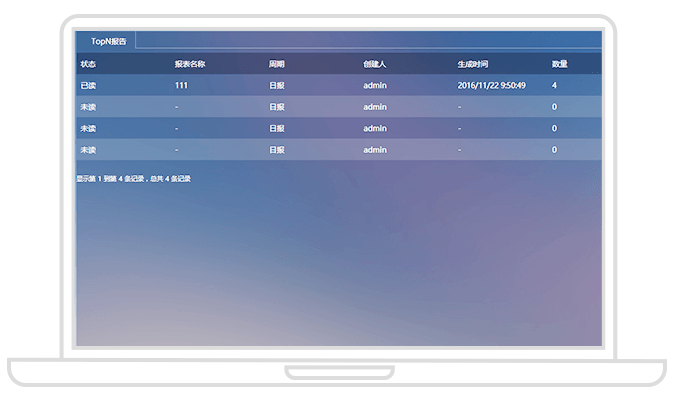 TopN报告
状态 报表名称 周期 创建人 生成时间 数量
已读 111 日报 admin 2016/11/22 9:50:49 4
未读 - 日报 admin - 0
未读 - 日报 admin - 0
未读 - 日报 admin - 0
显示第 1 到第 4 条记录，总共 4 条记录